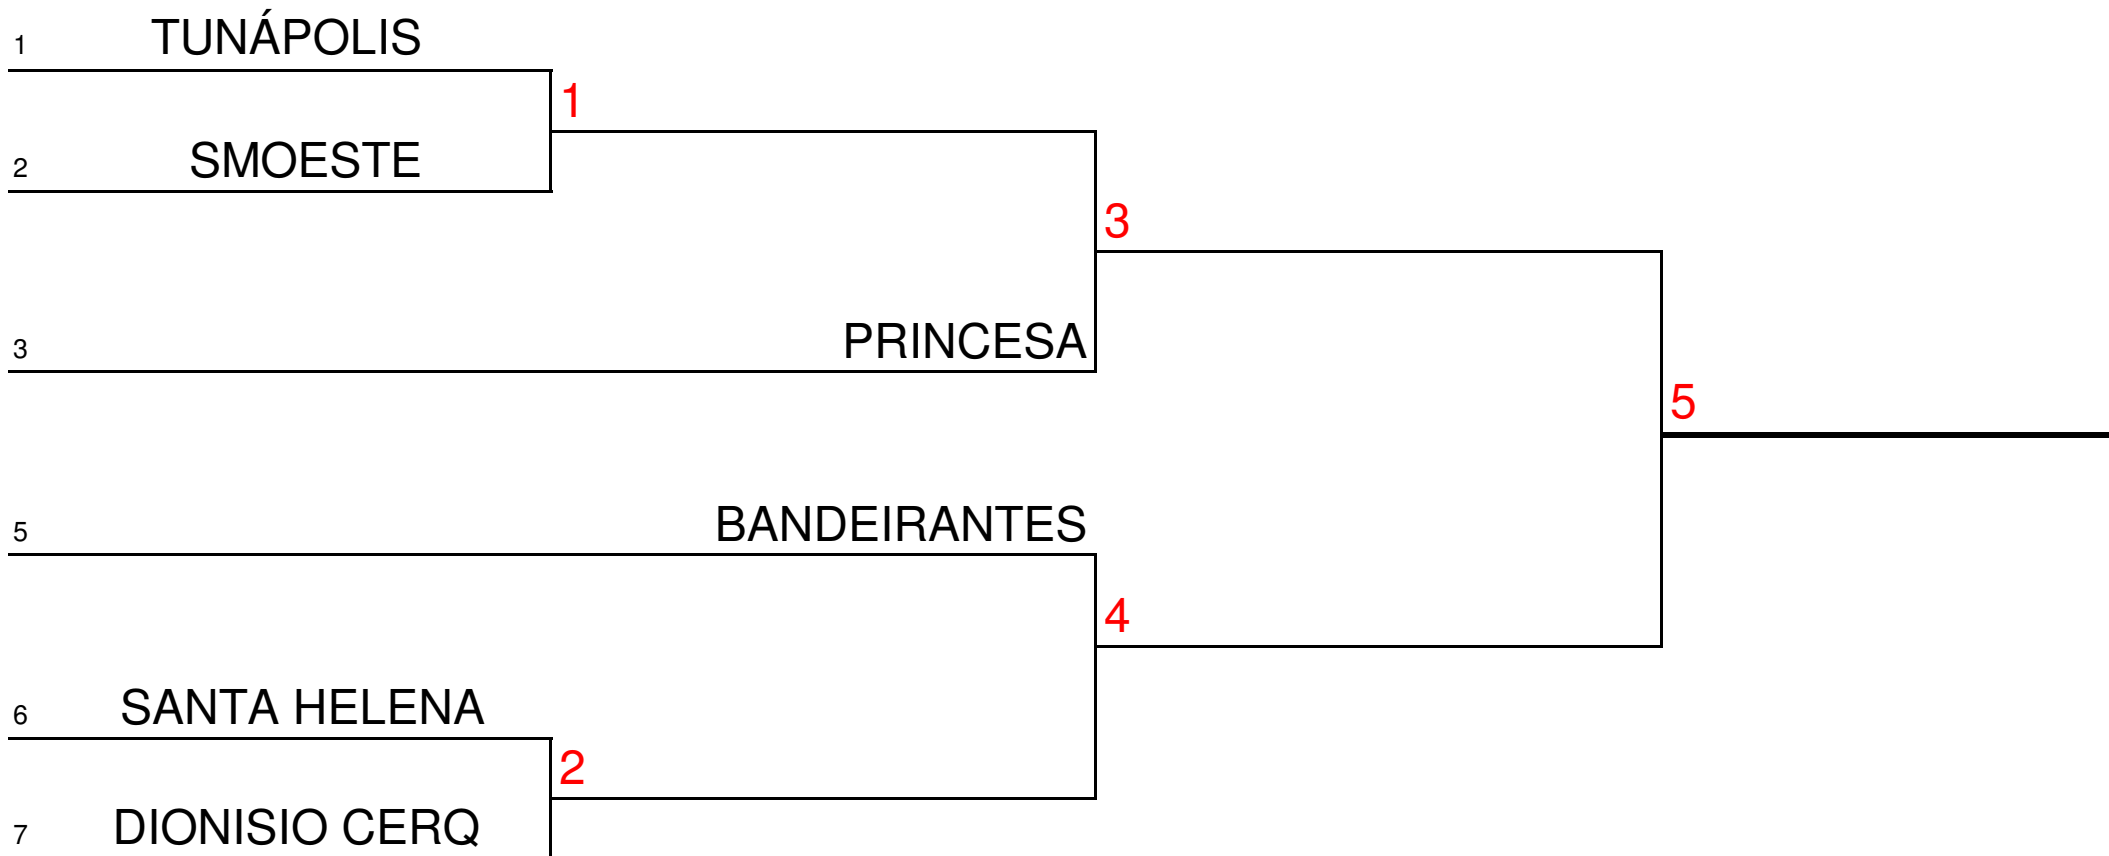 1 TUNÁPOLIS
1
2 SMOESTE
3
3 PRINCESA
5
5 BANDEIRANTES
4
6 SANTA HELENA
2
7 DIONISIO CERQ